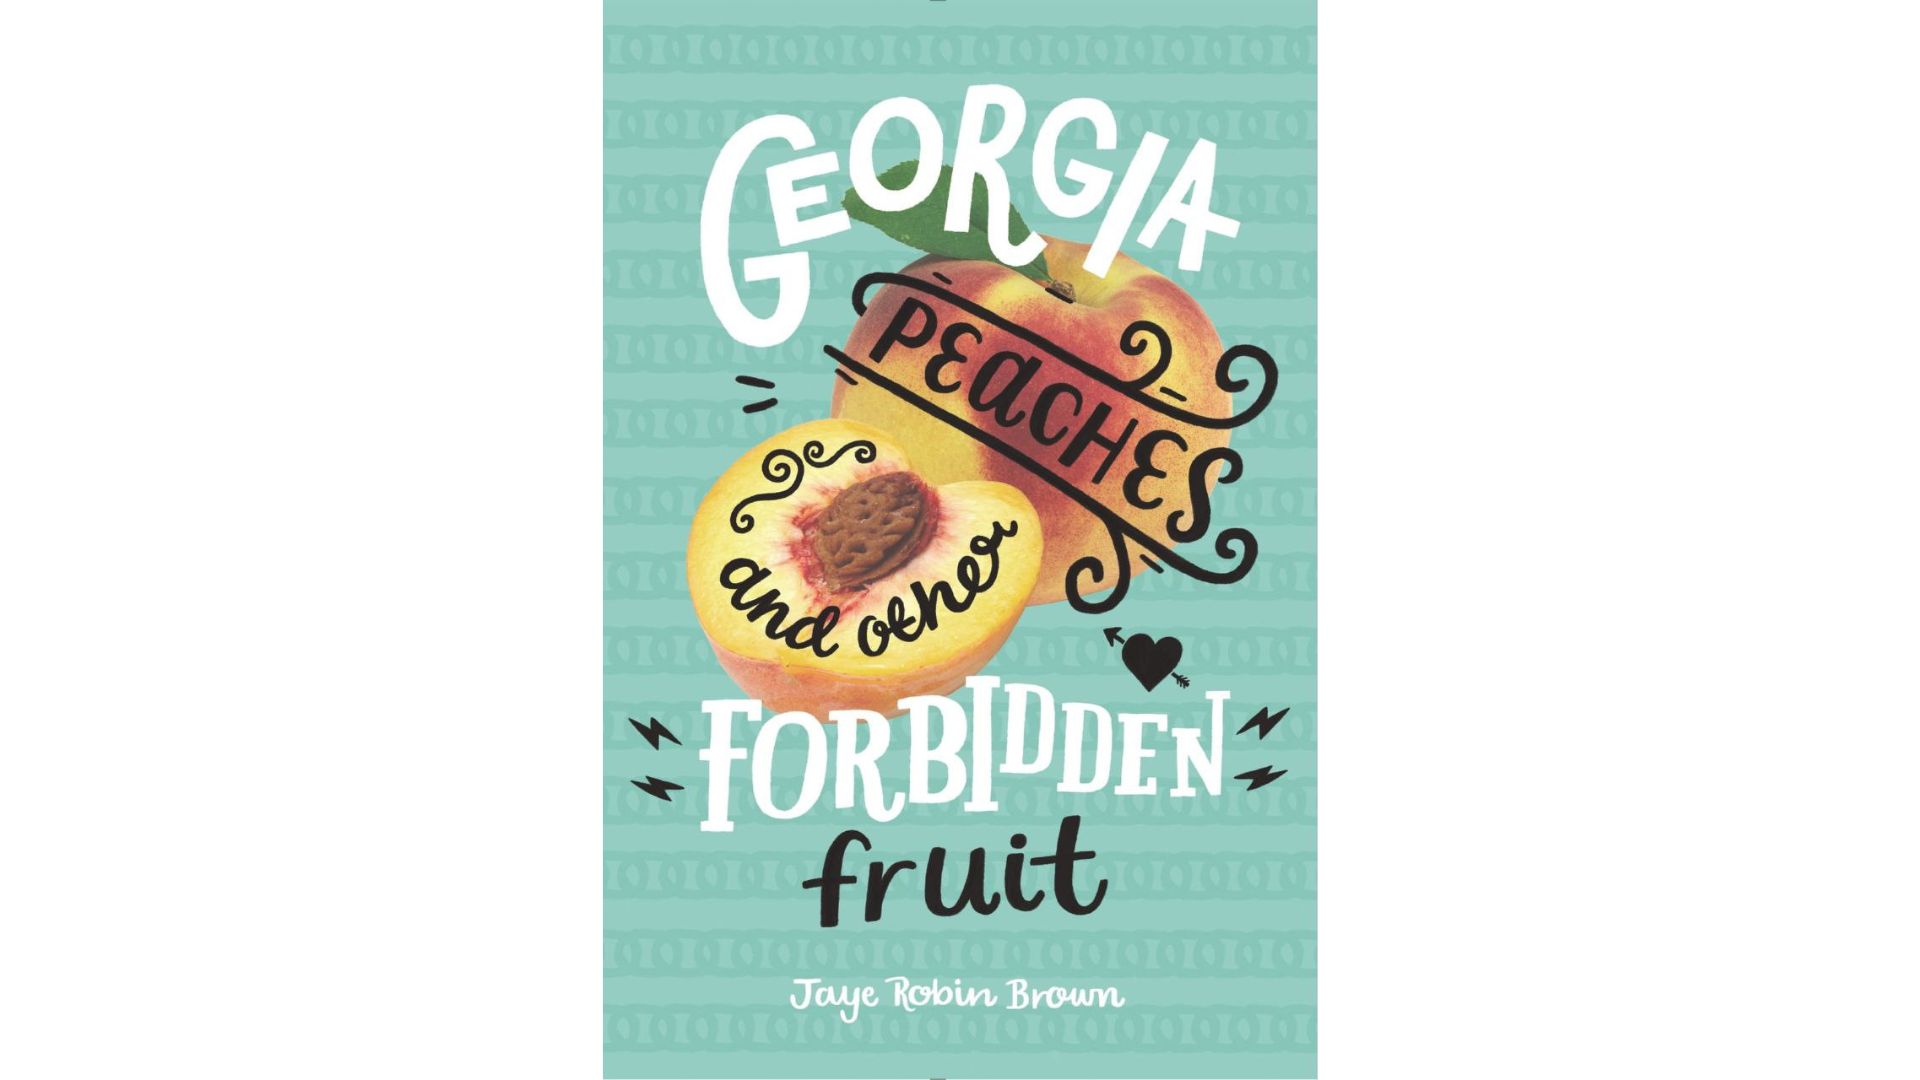 GEORGIA
PEaCHES
and other
FORBIDDEN
fruit
Jaye Robin Brown